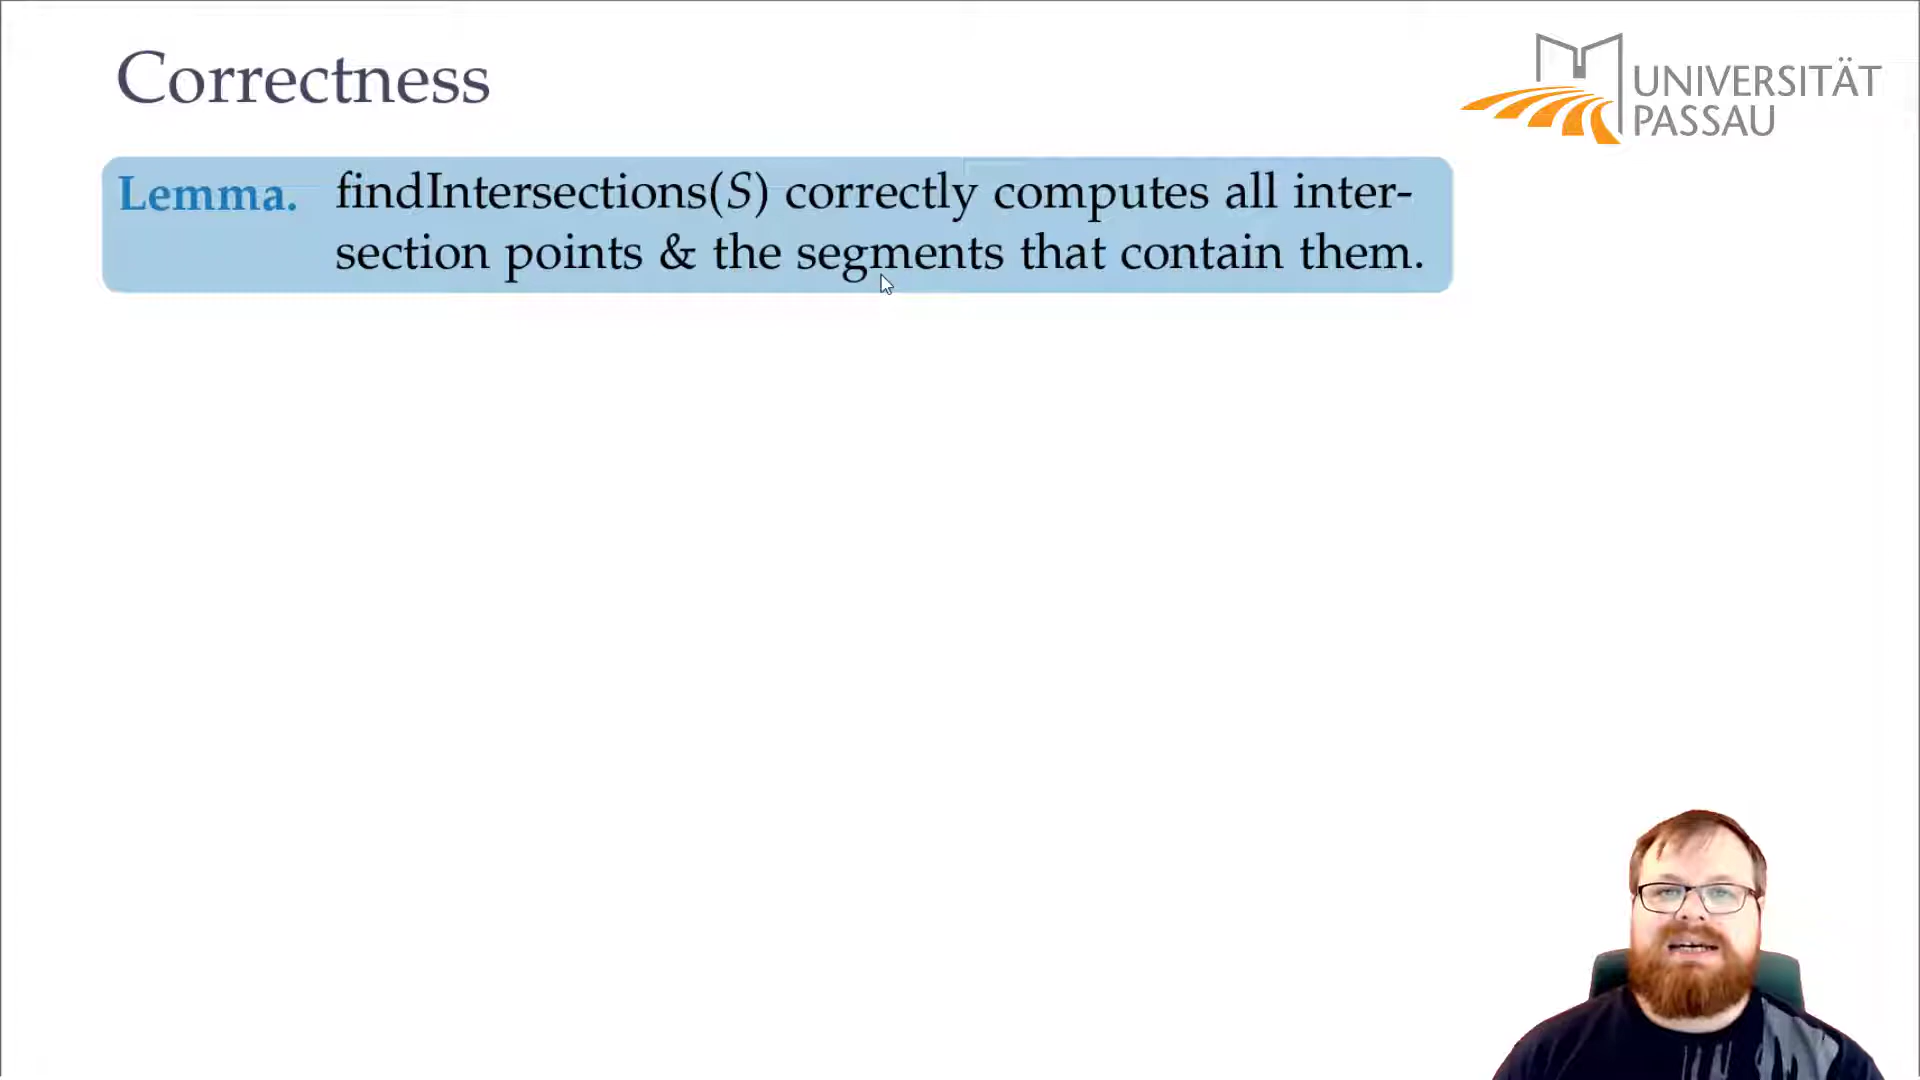 Correctness
UNIVERSITÄT
PASSAU
Lemma. findIntersections(S) correctly computes all inter-
section points & the segments that contain them.